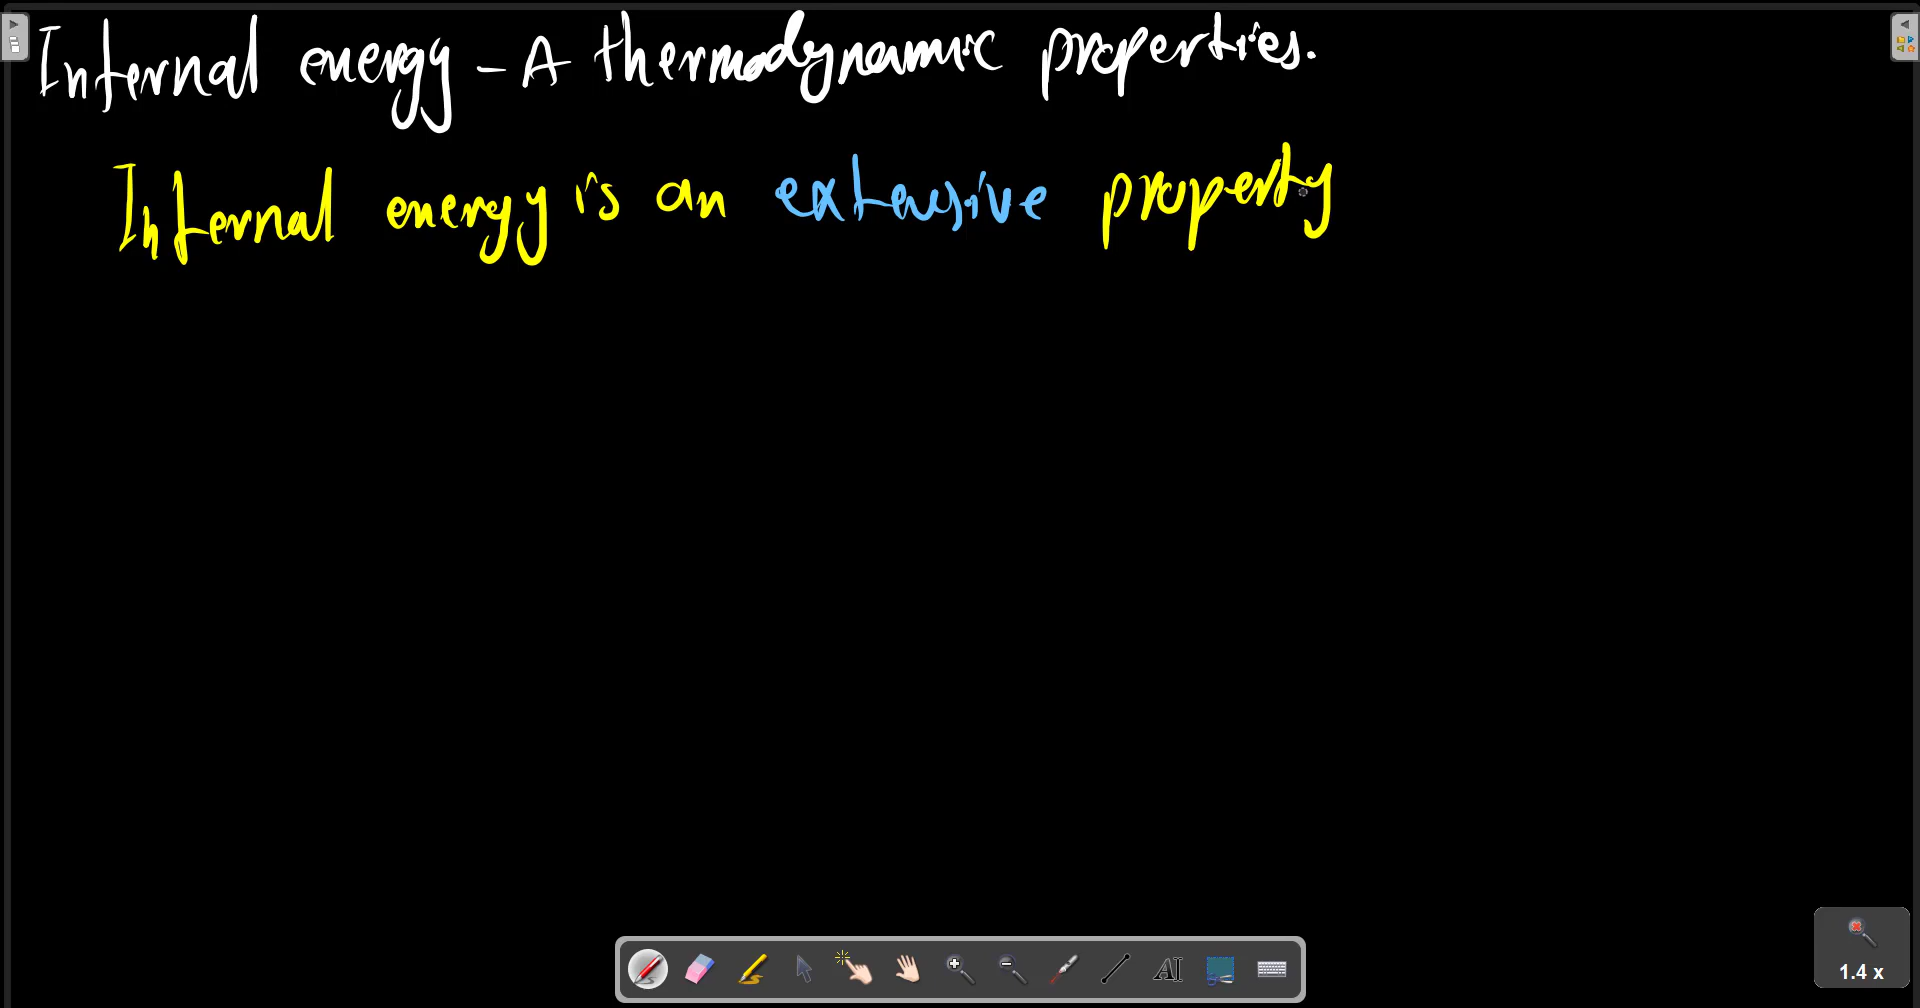 Internal energy - A thermodynamic properties.
Internal energy is an extensive property
1.4 x